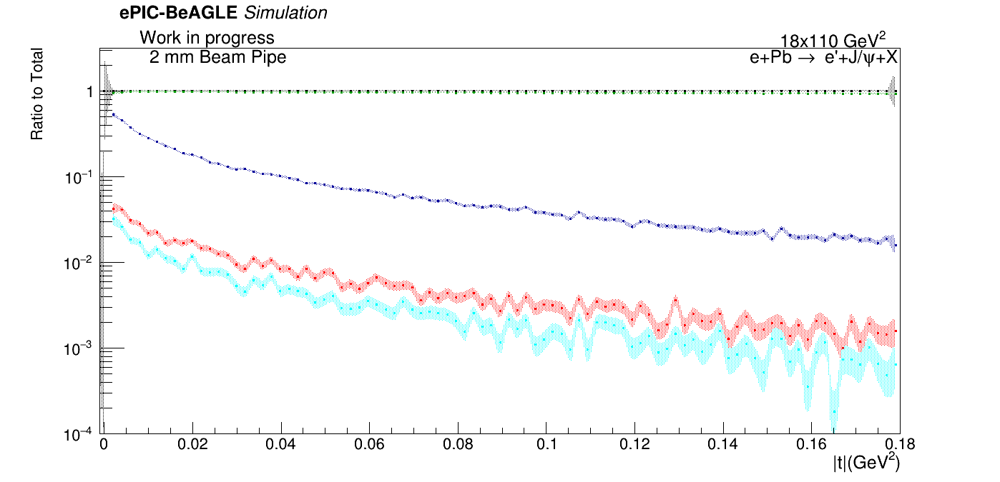 ePIC-BeAGLE Simulation
Work in progress
18x110 GeV²
2 mm Beam Pipe
e+Pb → e'+J/ψ+X
Ratio to Total
1
10⁻¹
10⁻²
10⁻³
10⁻⁴
0 0.02 0.04 0.06 0.08 0.1 0.12 0.14 0.16 0.18
|t|(GeV²)